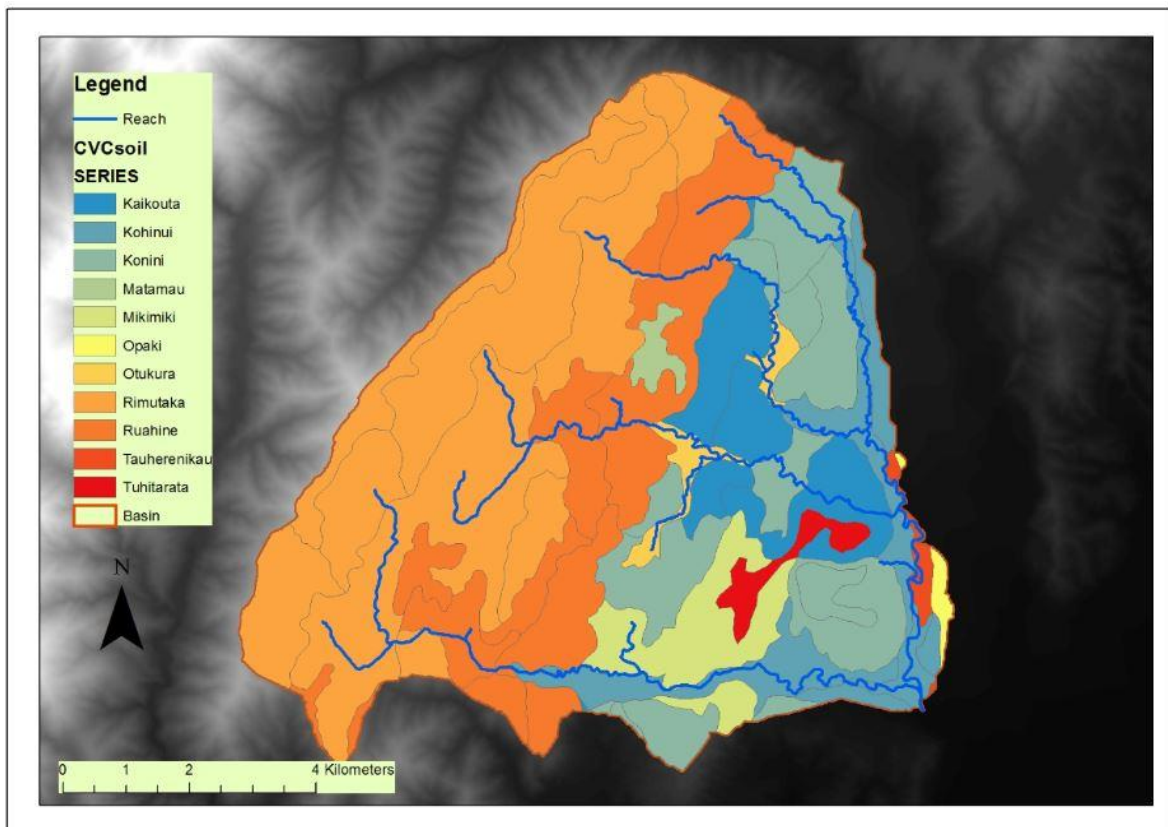 Legend
Reach
CVCsoil
SERIES
Kaikouta
Kohinui
Konini
Matamau
Mikimiki
Opaki
Otukura
Rimutaka
Ruahine
Tauherenikau
Tuhitarata
Basin
N
0 1 2 4 Kilometers